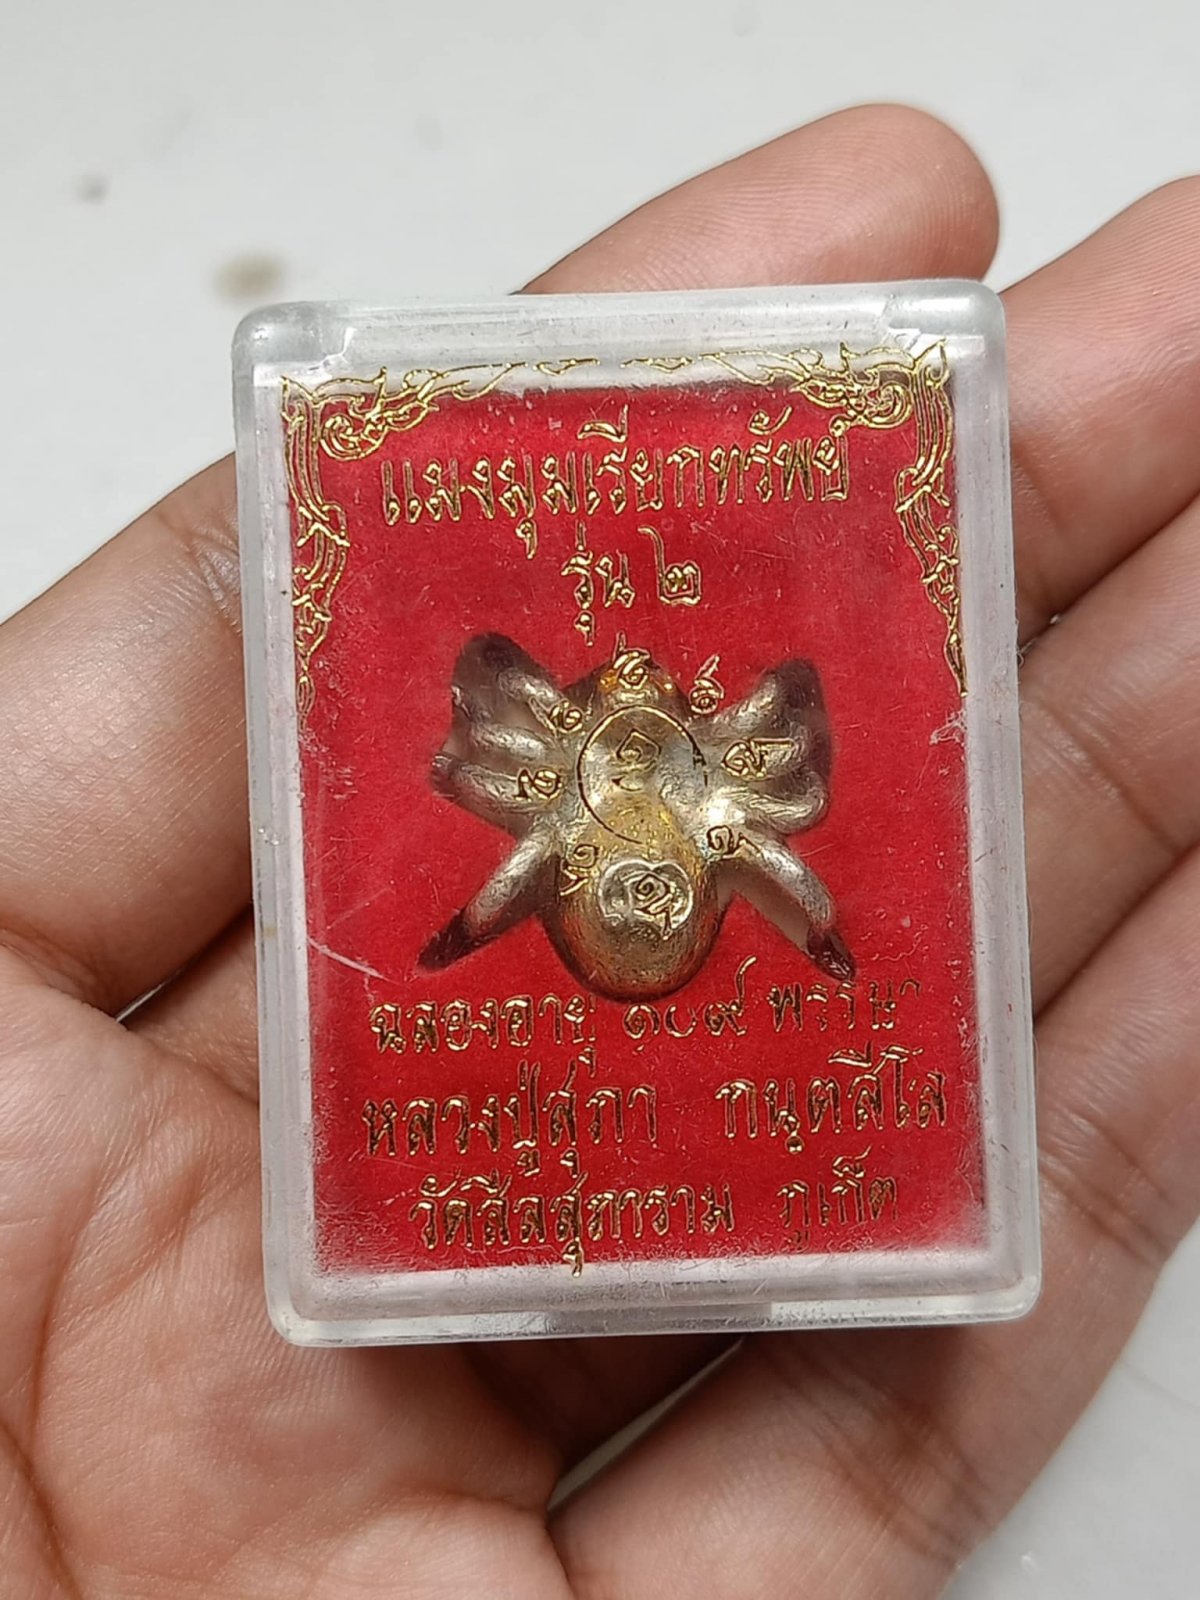 แมงมุมเรียกทรัพย์
รุ่น ๒
ฉลองอายุ ๑๐๙ พรรษา
หลวงปู่สุภา กนฺตสีโล
วัดสีลสุภาราม ภูเก็ต